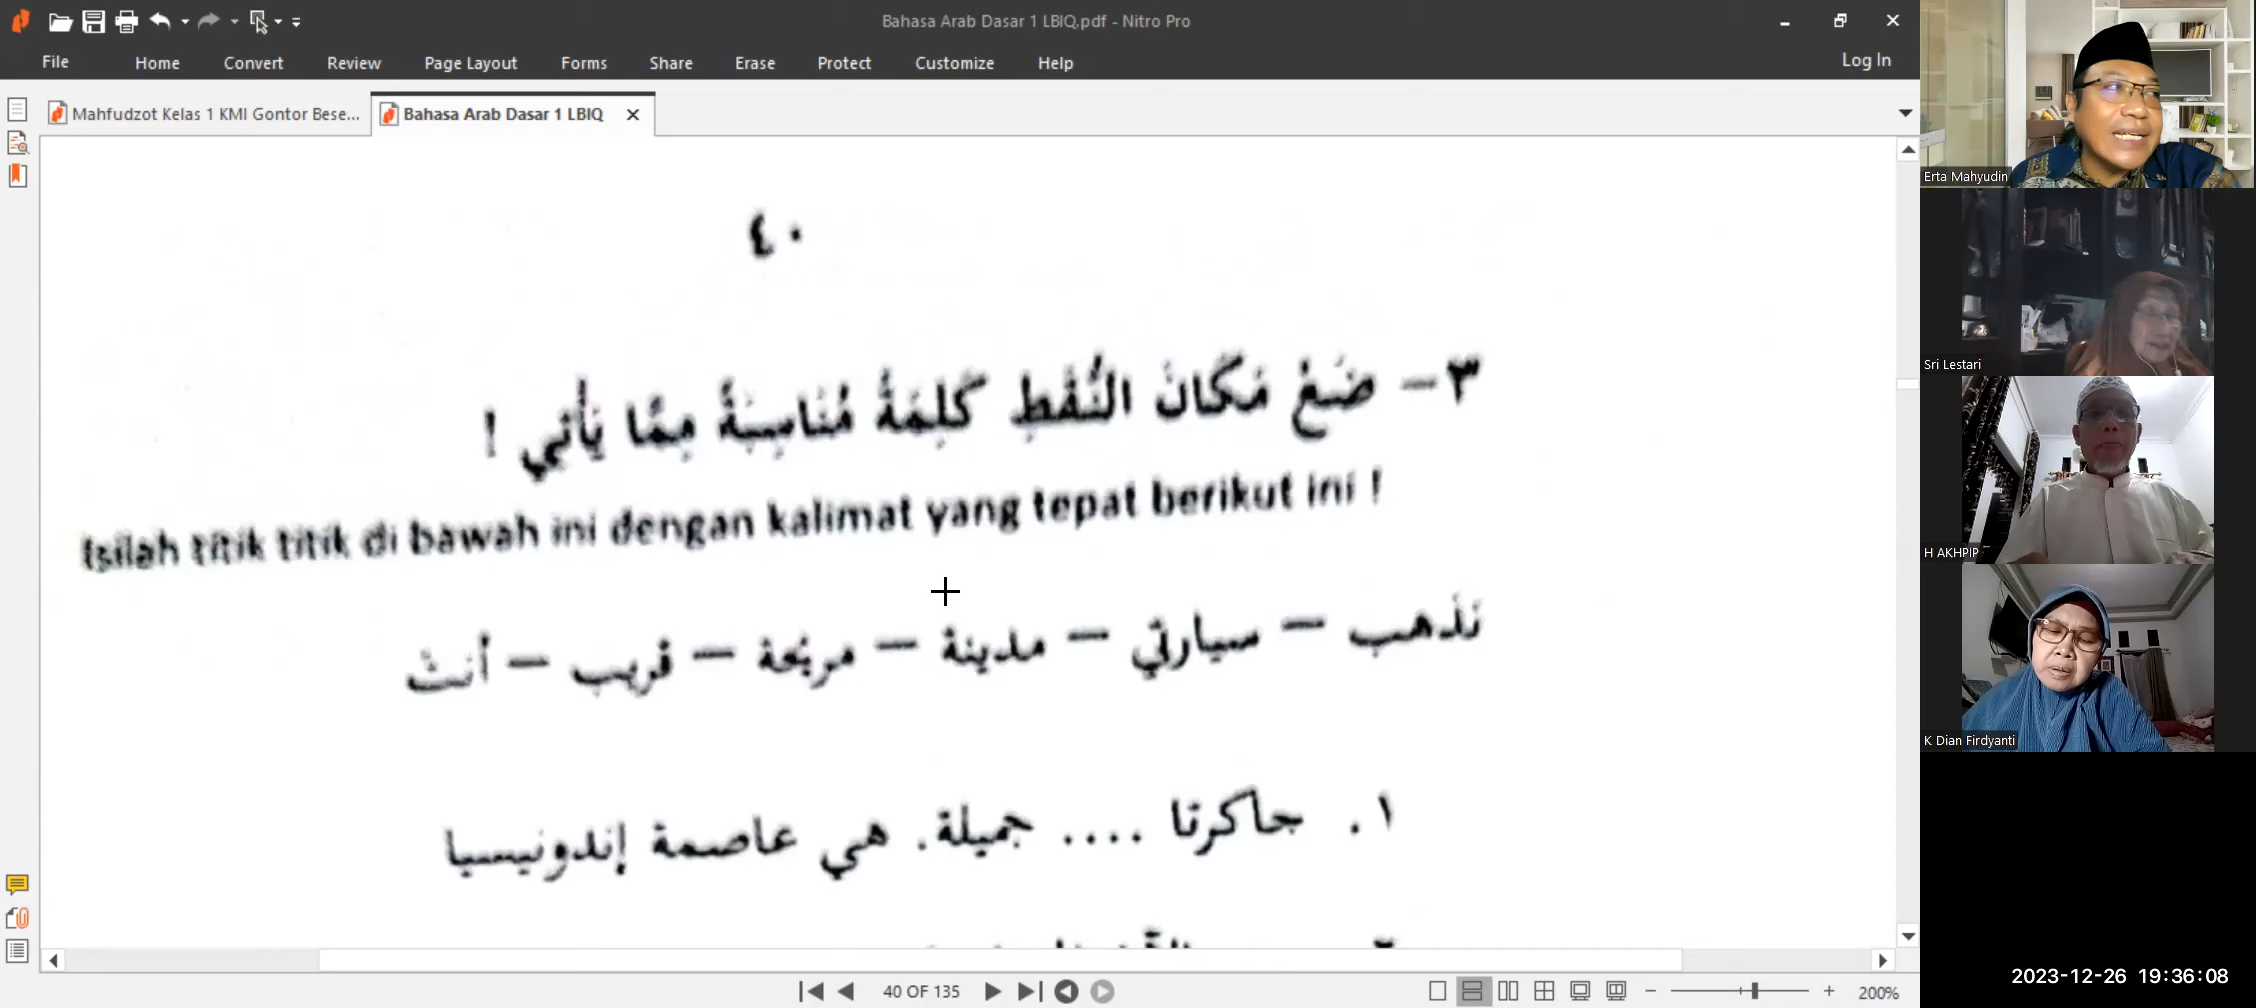 Bahasa Arab Dasar 1 LBIQ.pdf - Nitro Pro
File Home Convert Review Page Layout Forms Share Erase Protect Customize Help Log In
Mahfudzot Kelas 1 KMI Gontor Bese... Bahasa Arab Dasar 1 LBIQ
٤٠
٣- ضَعْ مَكَانَ النُّقَطِ كَلِمَةً مُنَاسِبَةً مِمَّا يَأْتِي !
Isilah titik titik di bawah ini dengan kalimat yang tepat berikut ini !
نَذهب – سيارتي – مدينة – مريحة – قريب – أنتَ
١. جاكرتا .... جميلة. هي عاصمة إندونيسيا
Erta Mahyudin
Sri Lestari
H AKHPIP
K Dian Firdyanti
2023-12-26 19:36:08
40 OF 135
200%